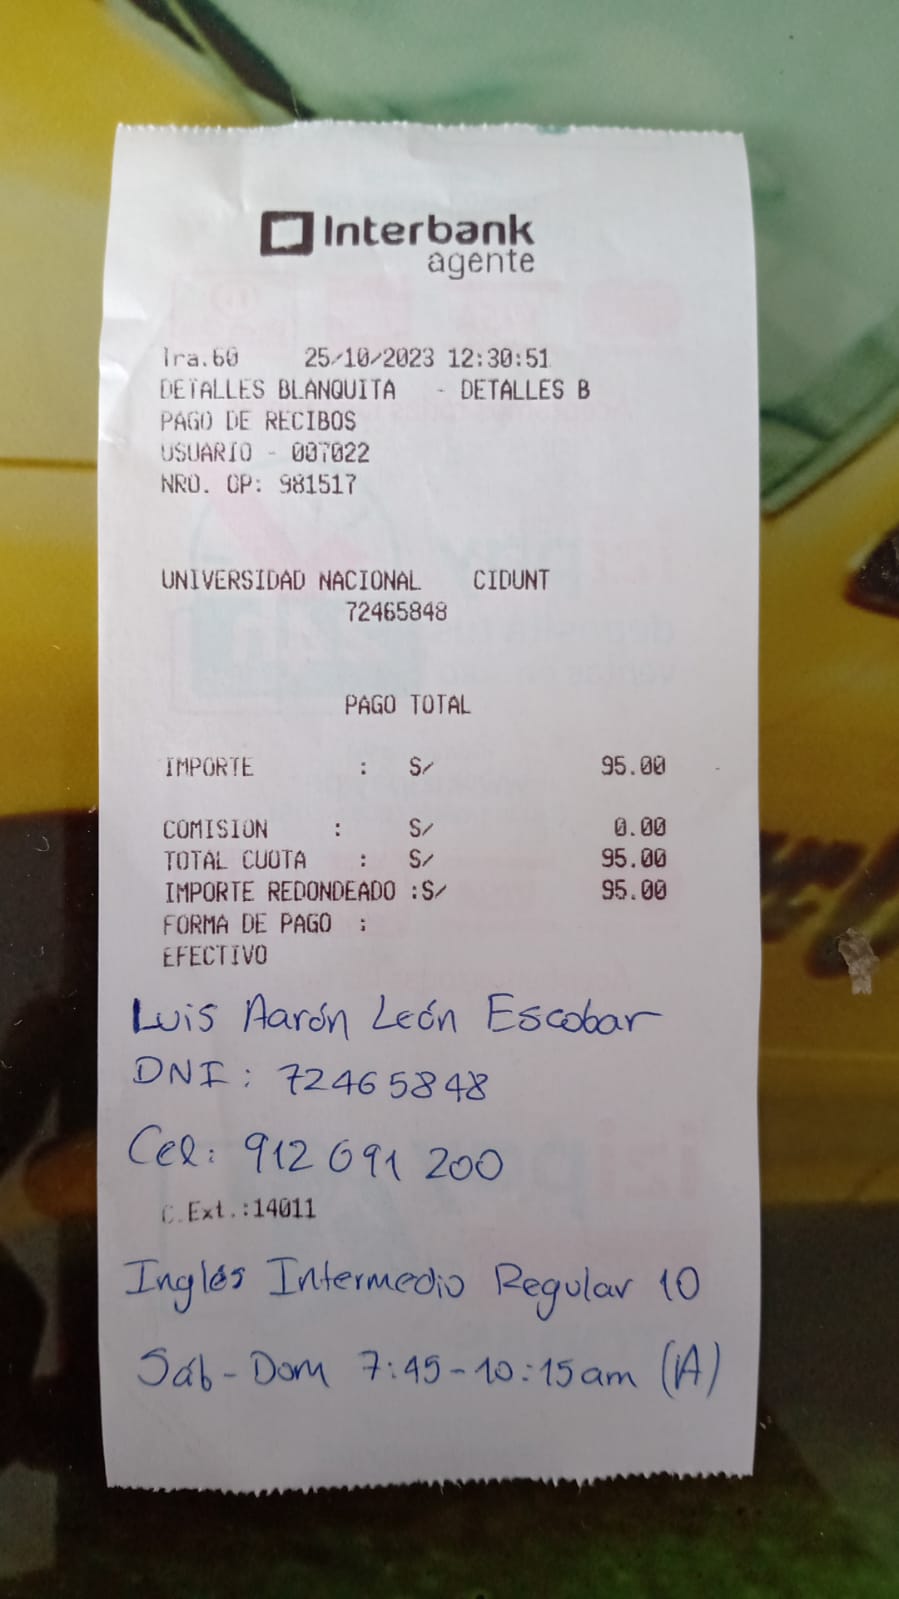 Interbank
agente
Tra.60 25/10/2023 12:30:51
DETALLES BLANQUITA - DETALLES B
PAGO DE RECIBOS
USUARIO - 007022
NRO. OP: 981517
UNIVERSIDAD NACIONAL CIDUNT
72465848
PAGO TOTAL
IMPORTE : S/ 95.00
COMISION : S/ 0.00
TOTAL CUOTA : S/ 95.00
IMPORTE REDONDEADO :S/ 95.00
FORMA DE PAGO :
EFECTIVO
Luis Aarón León Escobar
DNI: 72465848
Cel: 912 691 200
C.Ext.:14011
Inglés Intermedio Regular 10
Sáb-Dom 7:45-10:15am (A)